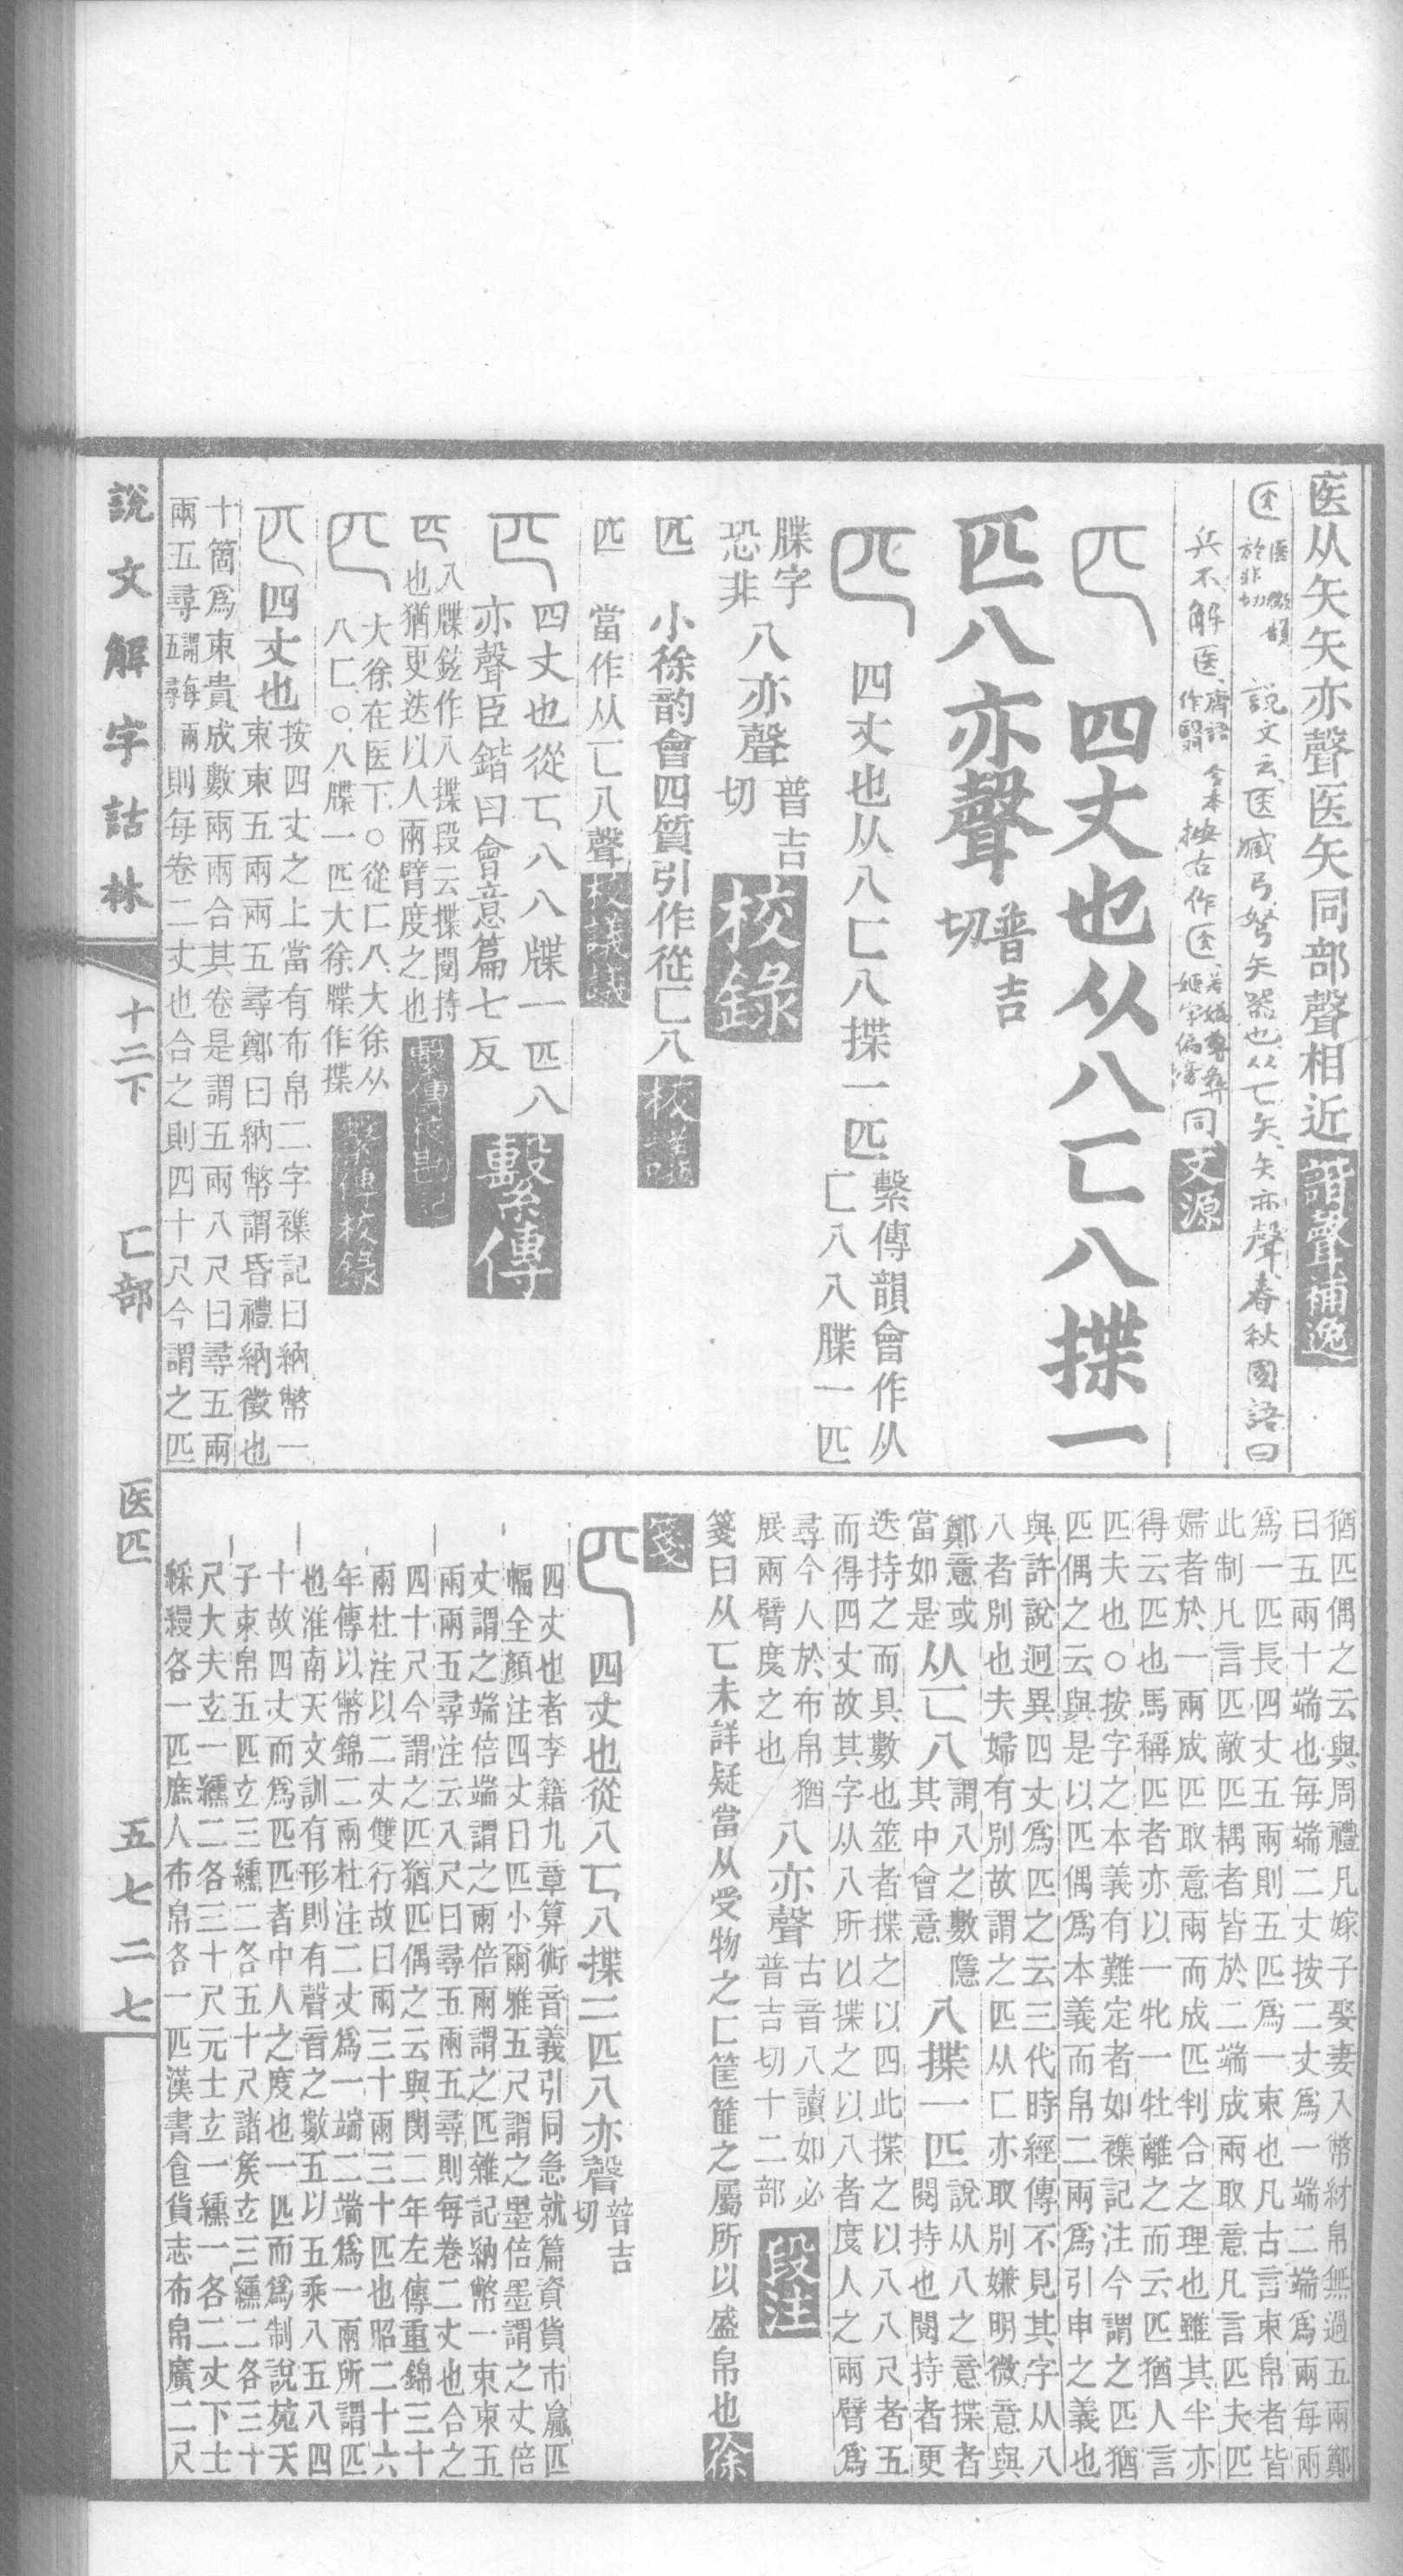 医从矢矢亦聲医矢同部聲相近諧聲補逸
医微韻於非切 説文云医臧弓弩矢器也从匸矢矢亦聲春秋國語曰
兵不解医齊語今本作翳按古作医彝姬字偏旁同文源
四丈也从八匸八揲一
匹八亦聲普吉切
四丈也从八匸八揲一匹繫傳韻會作从匸八八牒一匹
牒字恐非八亦聲普吉切校錄
匹 小徐韵會四質引作從匸八
匹 當作从匸八聲校議議
四丈也從匸八八牒一匹八
亦聲臣鍇曰會意篇七反繫傳
匹 八牒鉉作八揲段云揲閱持
也猶更迭以人兩臂度之也
大徐在医下○從匸八大徐从
八匸○八牒一匹大徐牒作揲繫傳校錄
四丈也按四丈之上當有布帛二字襍記曰納幣一
束束五兩兩五尋鄭曰納幣謂昏禮納徵也
十箇爲束貴成數兩兩合其卷是謂五兩八尺曰尋五兩
兩五尋謂每兩五尋則每卷二丈也合之則四十尺今謂之匹
猶匹偶之云與周禮凡嫁子娶妻入幣純帛無過五兩鄭
曰五兩十端也每端二丈按二丈爲一端二端爲兩每兩
爲一匹長四丈五兩則五匹爲一束也凡古言束帛者皆
此制凡言匹敵匹耦者皆於二端成兩取意凡言匹夫匹
婦者於一兩成匹取意兩而成匹判合之理也雖其半亦
得云匹也馬稱匹者亦以一牝一牡離之而云匹猶人言
匹夫也○按字之本義有難定者如襍記注今謂之匹猶
匹偶之云與是以匹偶爲本義而帛二兩爲引申之義也
與許說迥異四丈爲匹之云三代時經傳不見其字从八
八者別也夫婦有別故謂之匹从匸亦取別嫌明微意與
鄭意或當如是从匸八謂八之數隱其中會意八揲一匹說从八之意揲者閱持也閱持者更
迭持之而具數也筮者揲之以四此揲之以八八尺者五
而得四丈故其字从八所以揲之以八者度人之兩臂爲
尋今人於布帛猶展兩臂度之也八亦聲古音八讀如必普吉切十二部段注
箋曰从匸未詳疑當从受物之匚筐篚之屬所以盛帛也徐
箋
四丈也從八匸八揲一匹八亦聲普吉切
四丈也者李籍九章算術音義引同急就篇資貨市贏匹
幅全顏注四丈曰匹小爾雅五尺謂之墨倍墨謂之丈倍
丈謂之端倍端謂之兩倍兩謂之匹雜記納幣一束束五
兩兩五尋注云八尺曰尋五兩五尋則每卷二丈也合之
四十尺今謂之匹猶匹偶之云與閔二年左傳重錦三十
兩杜注以二丈雙行故曰兩三十兩三十匹也昭二十六
年傳以幣錦二兩杜注二丈爲一端二端爲一兩所謂匹
也淮南天文訓有形則有聲音之數五以五乘八五八四
十故四丈而爲匹匹者中人之度也一匹而爲制說苑天
子束帛五匹玄三纁二各五十尺諸矦玄三纁二各三十
尺大夫玄一纁二各三十尺元士玄一纁一各二丈下士
綵縵各一匹庶人布帛各一匹漢書食貨志布帛廣二尺
說文解字詁林 十二下 匸部 医匹 五七二七